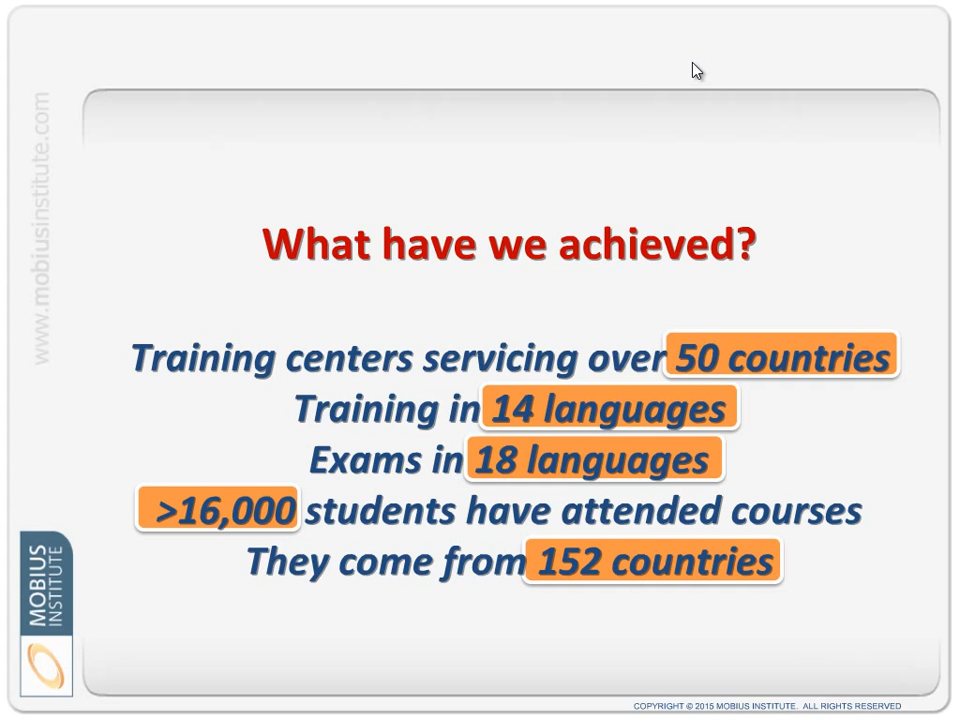 www.mobiusinstitute.com
What have we achieved?
Training centers servicing over 50 countries
Training in 14 languages
Exams in 18 languages
>16,000 students have attended courses
They come from 152 countries
MOBIUS
INSTITUTE
COPYRIGHT © 2015 MOBIUS INSTITUTE. ALL RIGHTS RESERVED